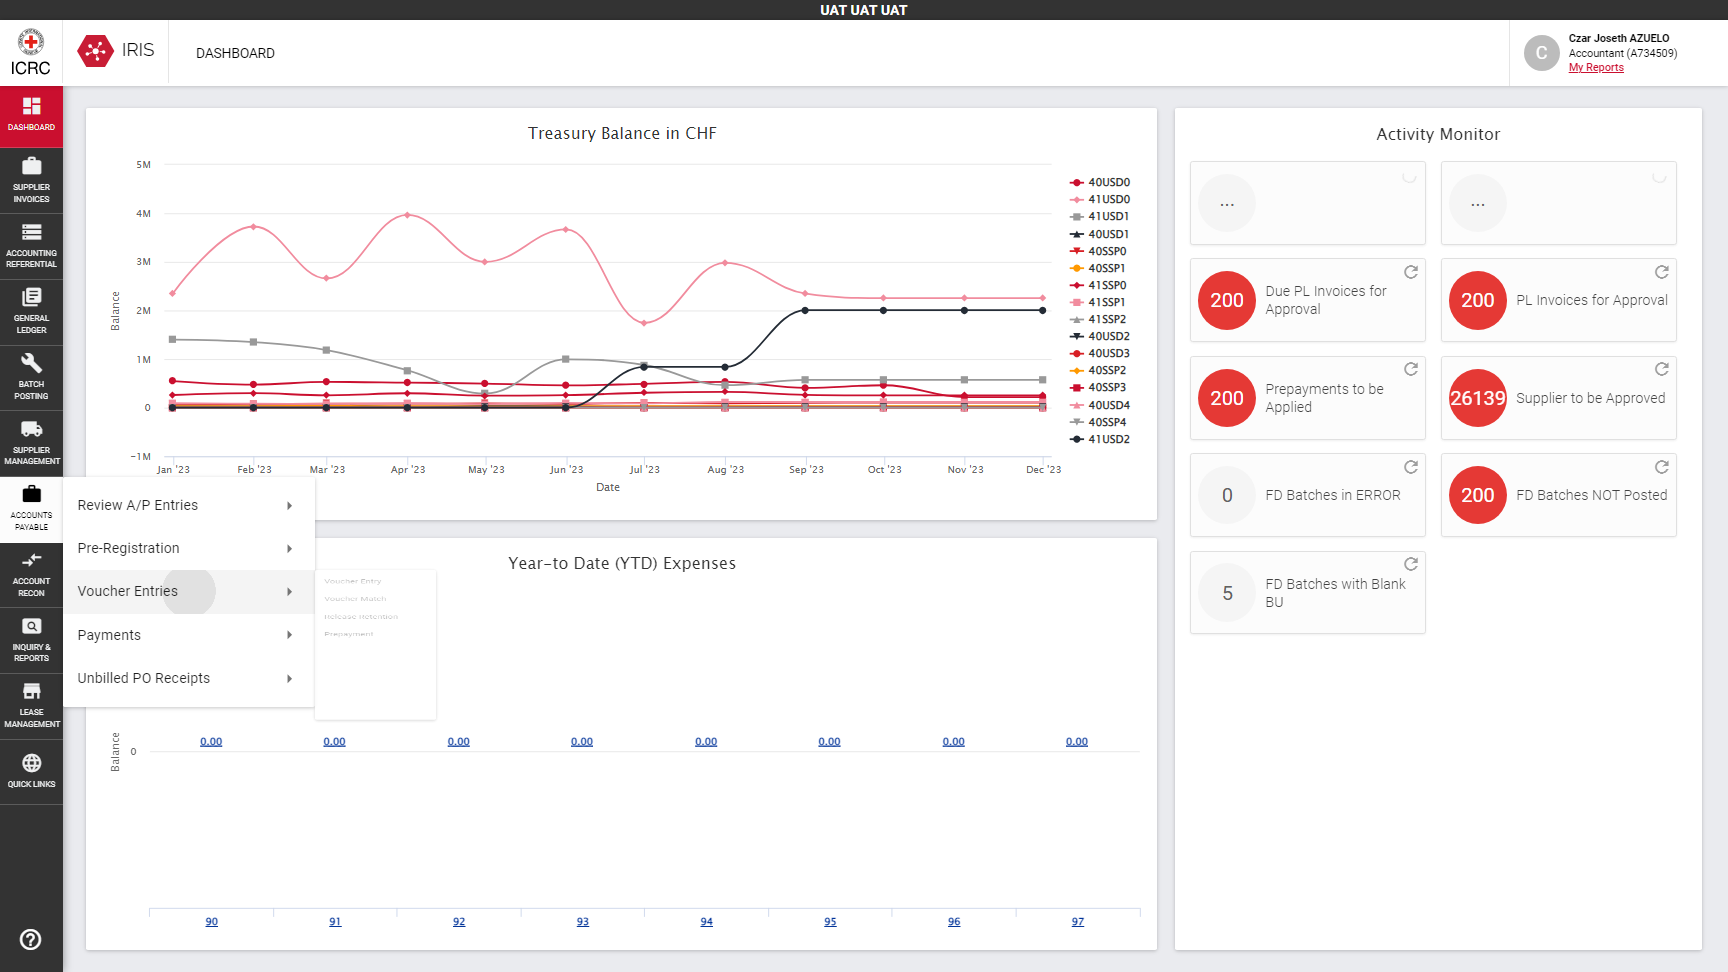 UAT UAT UAT
ICRC
IRIS
DASHBOARD
C
Czar Joseth AZUELO
Accountant (A734509)
My Reports
DASHBOARD
SUPPLIER
INVOICES
ACCOUNTING
REFERENTIAL
GENERAL
LEDGER
BATCH
POSTING
SUPPLIER
MANAGEMENT
ACCOUNTS
PAYABLE
ACCOUNT
RECON
INQUIRY &
REPORTS
LEASE
MANAGEMENT
QUICK LINKS
Review A/P Entries
Pre-Registration
Voucher Entries
Payments
Unbilled PO Receipts
Voucher Entry
Voucher Match
Release Retention
Prepayment
Treasury Balance in CHF
Balance
5M
4M
3M
2M
1M
0
-1M
Jan '23
Feb '23
Mar '23
Apr '23
May '23
Jun '23
Jul '23
Aug '23
Sep '23
Oct '23
Nov '23
Dec '23
Date
40USD0
41USD0
41USD1
40USD1
40SSP0
40SSP1
41SSP0
41SSP1
41SSP2
40USD2
40USD3
40SSP2
40SSP3
40USD4
40SSP4
41USD2
Year-to Date (YTD) Expenses
Balance
0
0.00
0.00
0.00
0.00
0.00
0.00
0.00
0.00
90
91
92
93
94
95
96
97
Activity Monitor
...
...
200
Due PL Invoices for
Approval
200
PL Invoices for Approval
200
Prepayments to be
Applied
26139
Supplier to be Approved
0
FD Batches in ERROR
200
FD Batches NOT Posted
5
FD Batches with Blank
BU